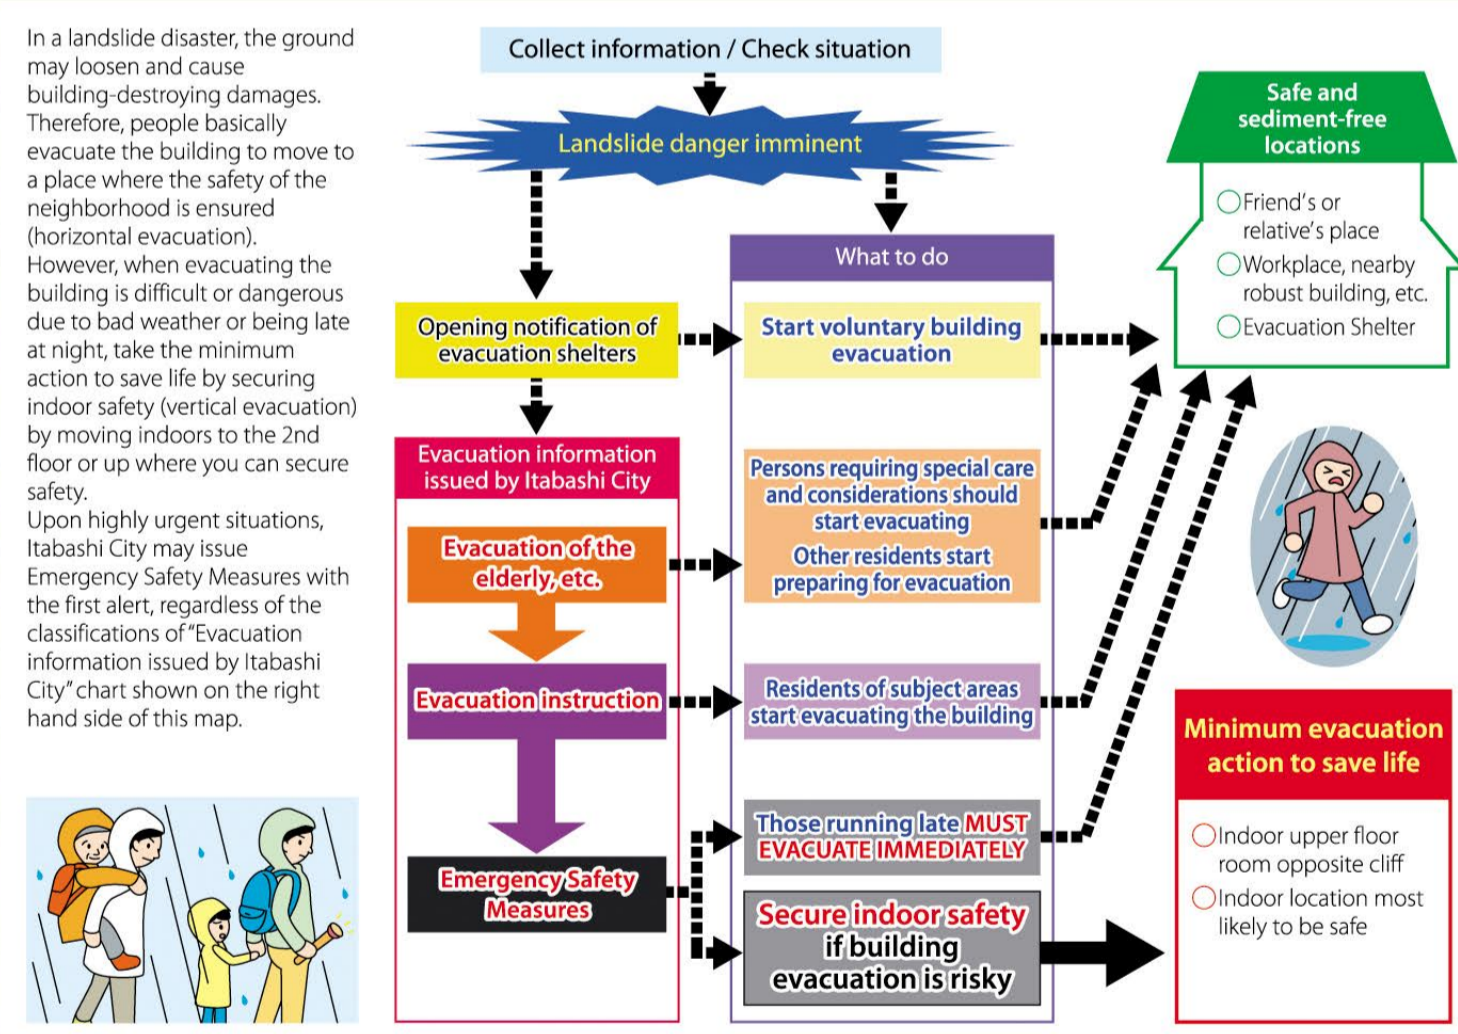 In a landslide disaster, the ground
may loosen and cause
building-destroying damages.
Therefore, people basically
evacuate the building to move to
a place where the safety of the
neighborhood is ensured
(horizontal evacuation).
However, when evacuating the
building is difficult or dangerous
due to bad weather or being late
at night, take the minimum
action to save life by securing
indoor safety (vertical evacuation)
by moving indoors to the 2nd
floor or up where you can secure
safety.
Upon highly urgent situations,
Itabashi City may issue
Emergency Safety Measures with
the first alert, regardless of the
classifications of “Evacuation
information issued by Itabashi
City” chart shown on the right
hand side of this map.
Collect information / Check situation
Landslide danger imminent
Opening notification of
evacuation shelters
Evacuation information
issued by Itabashi City
Evacuation of the
elderly, etc.
Evacuation instruction
Emergency Safety
Measures
What to do
Start voluntary building
evacuation
Persons requiring special care
and considerations should
start evacuating
Other residents start
preparing for evacuation
Residents of subject areas
start evacuating the building
Those running late MUST
EVACUATE IMMEDIATELY
Secure indoor safety
if building
evacuation is risky
Safe and
sediment-free
locations
○Friend's or
relative's place
○Workplace, nearby
robust building, etc.
○Evacuation Shelter
Minimum evacuation
action to save life
○Indoor upper floor
room opposite cliff
○Indoor location most
likely to be safe